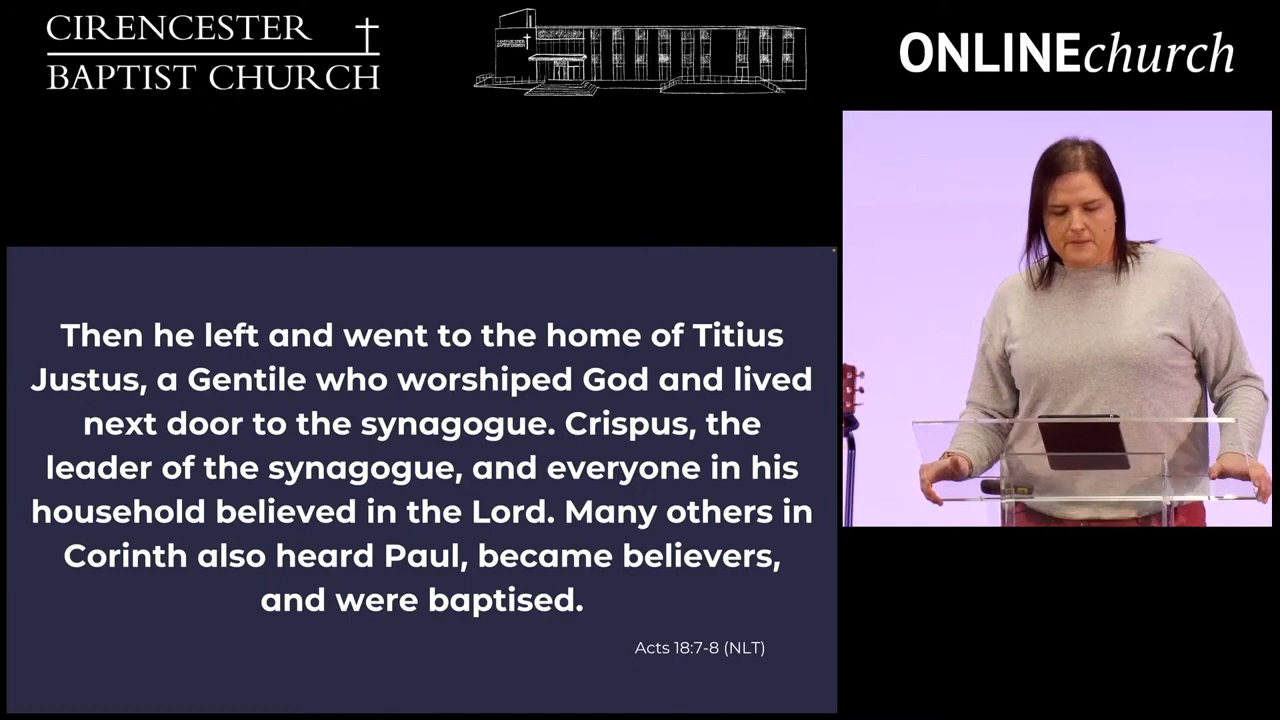 CIRENCESTER
BAPTIST CHURCH
ONLINEchurch
Then he left and went to the home of Titius
Justus, a Gentile who worshiped God and lived
next door to the synagogue. Crispus, the
leader of the synagogue, and everyone in his
household believed in the Lord. Many others in
Corinth also heard Paul, became believers,
and were baptised.
Acts 18:7-8 (NLT)